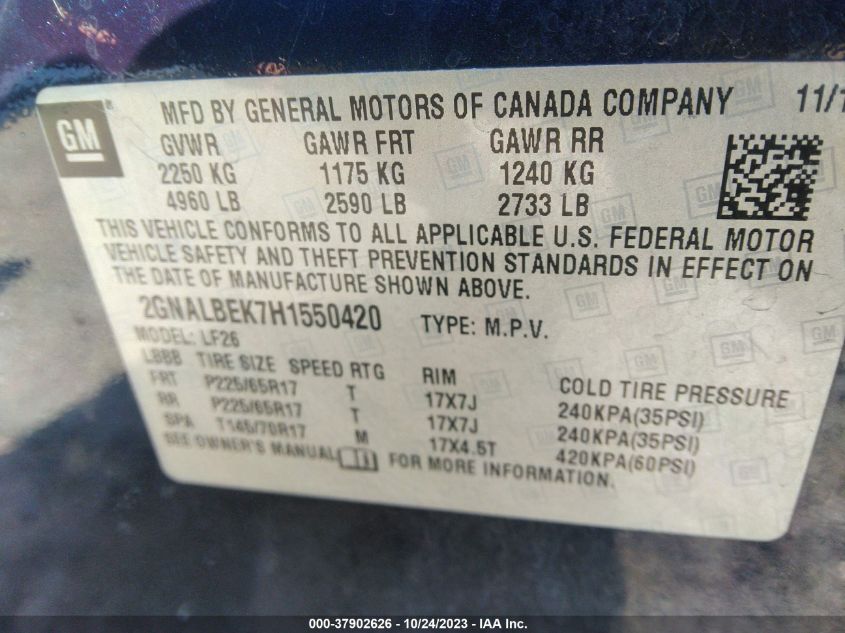 MFD BY GENERAL MOTORS OF CANADA COMPANY 11/1
GM
GVWR GAWR FRT GAWR RR
2250 KG 1175 KG 1240 KG
4960 LB 2590 LB 2733 LB
THIS VEHICLE CONFORMS TO ALL APPLICABLE U.S. FEDERAL MOTOR
VEHICLE SAFETY AND THEFT PREVENTION STANDARDS IN EFFECT ON
THE DATE OF MANUFACTURE SHOWN ABOVE.
2GNALBEK7H1550420 TYPE: M.P.V.
MODEL: LF26
LBBB TIRE SIZE SPEED RTG RIM COLD TIRE PRESSURE
FRT P225/65R17 T 17X7J 240KPA(35PSI)
RR P225/65R17 T 17X7J 240KPA(35PSI)
SPA T145/70R17 M 17X4.5T 420KPA(60PSI)
SEE OWNER'S MANUAL FOR MORE INFORMATION.
000-37902626 - 10/24/2023 - IAA Inc.